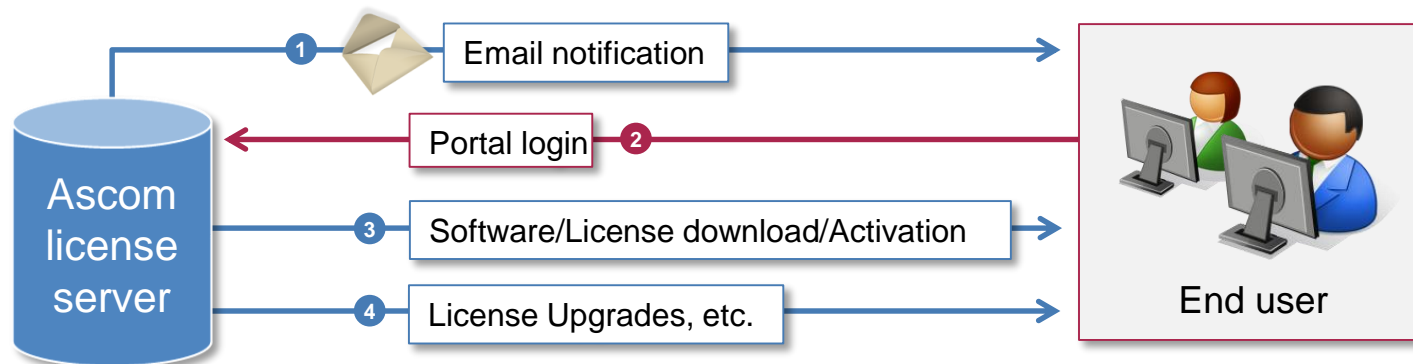 1
Email notification
Portal login
2
Ascom
license
server
3
Software/License download/Activation
4
License Upgrades, etc.
End user